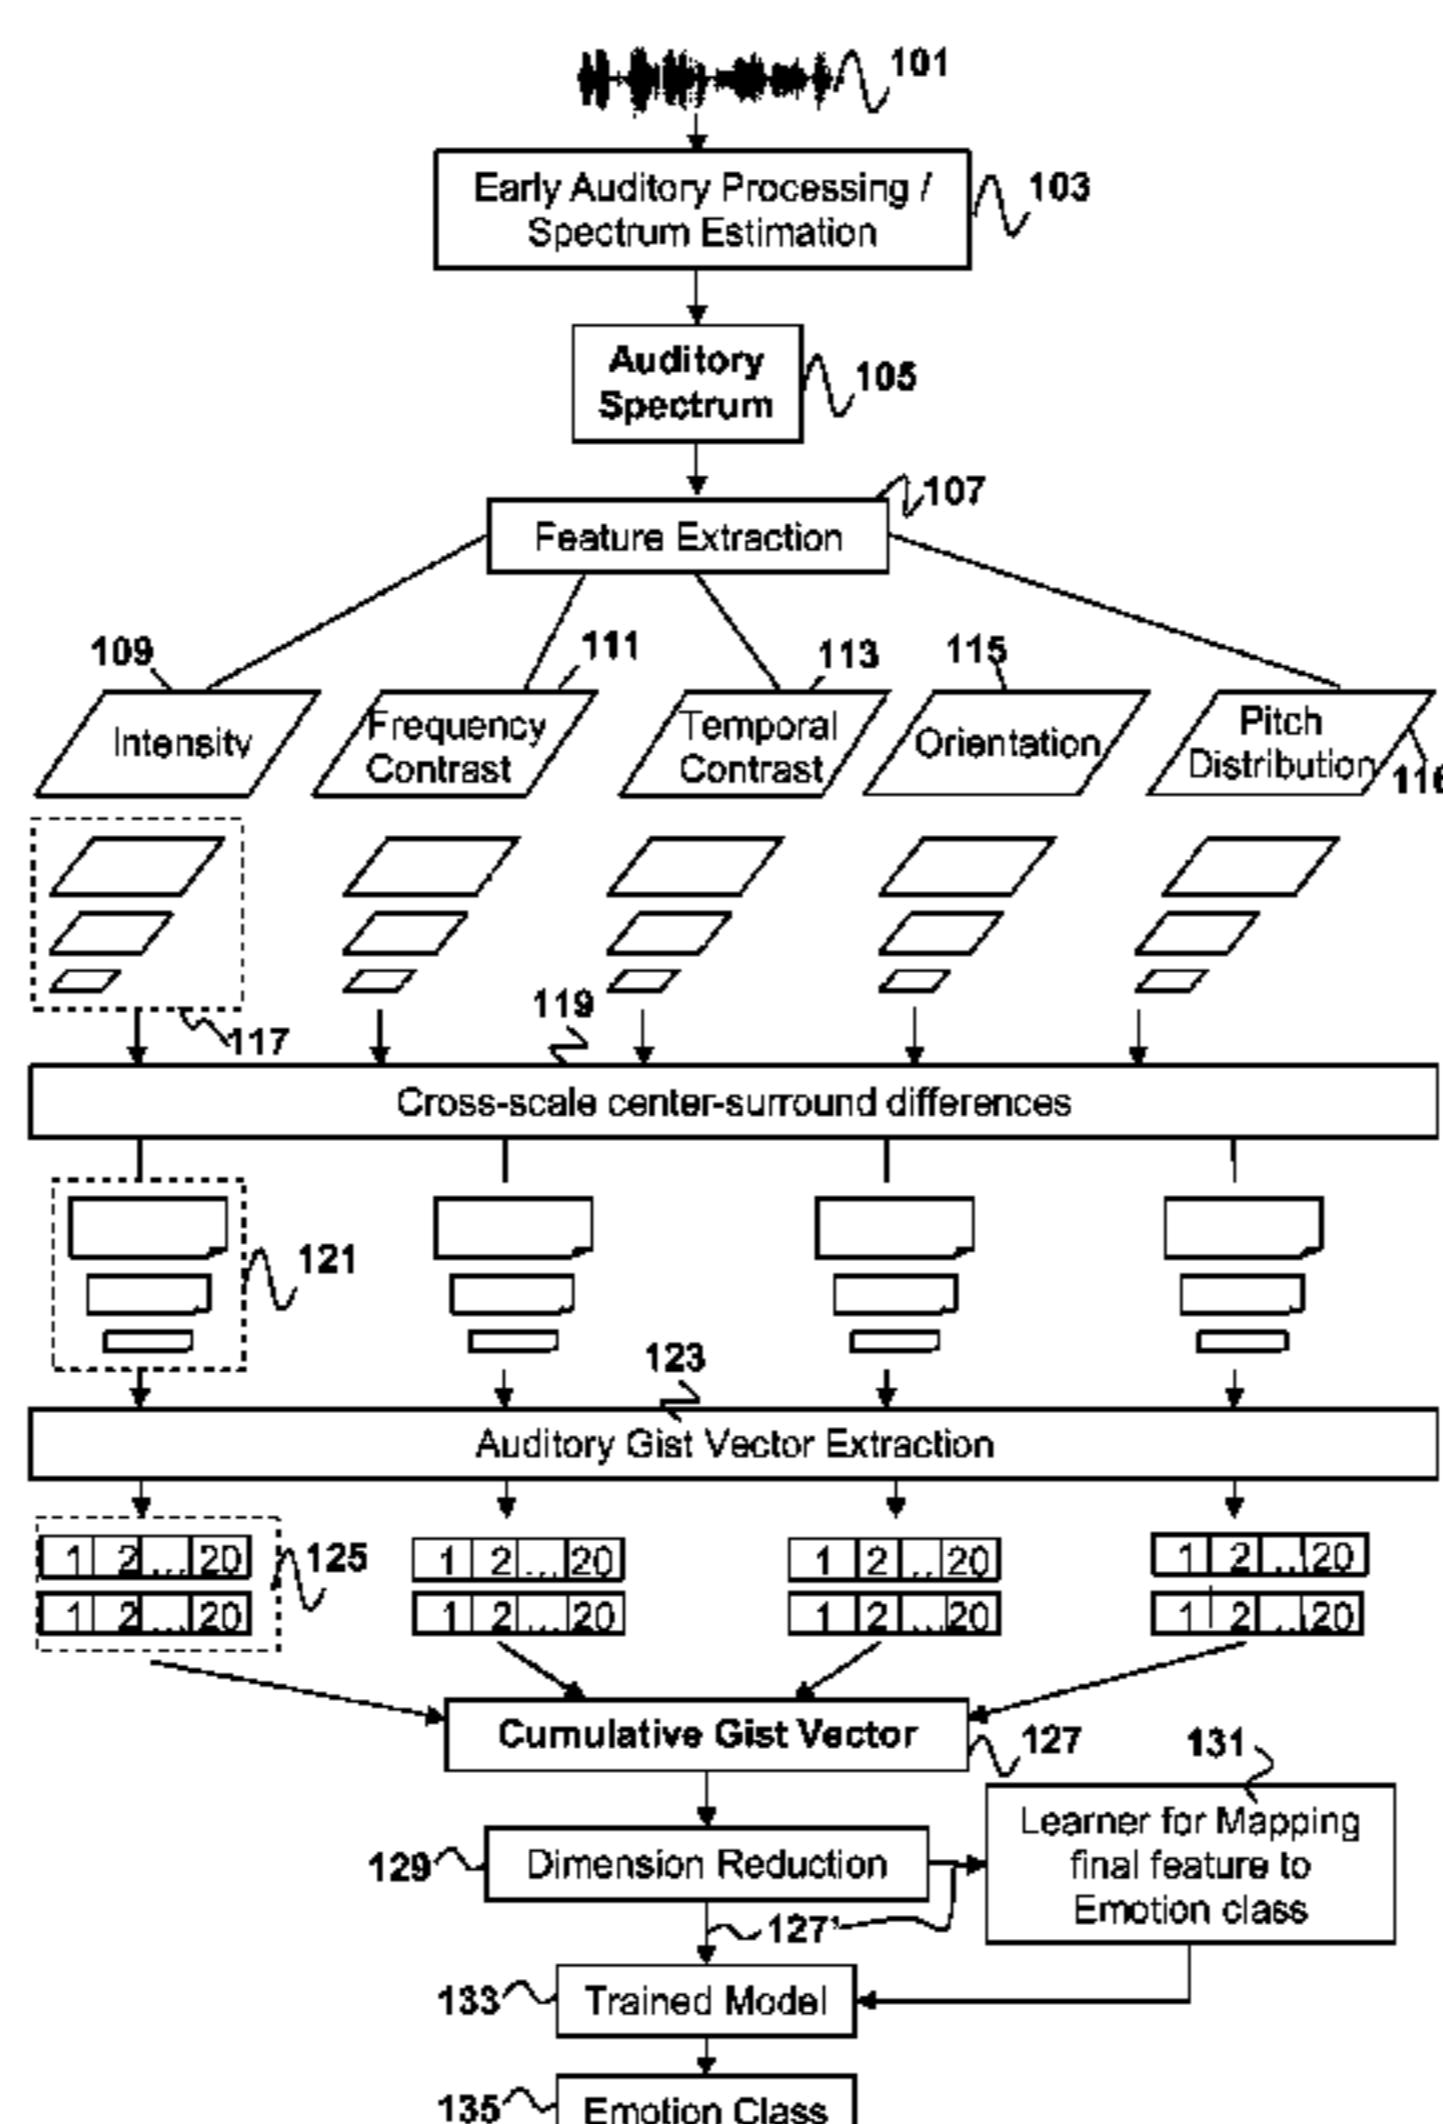 101
Early Auditory Processing /
Spectrum Estimation
103
Auditory
Spectrum
105
107
Feature Extraction
109
111
113
115
Intensity
Frequency
Contrast
Temporal
Contrast
Orientation
Pitch
Distribution
116
117
119
Cross-scale center-surround differences
121
123
Auditory Gist Vector Extraction
1 2 ... 20
1 2 ... 20
125
1 2 ... 20
1 2 ... 20
1 2 .. 20
1 2 ... 20
1 2 ... 20
1 2 ... 20
Cumulative Gist Vector
127
131
Learner for Mapping
final feature to
Emotion class
129
Dimension Reduction
127'
133
Trained Model
135
Emotion Class